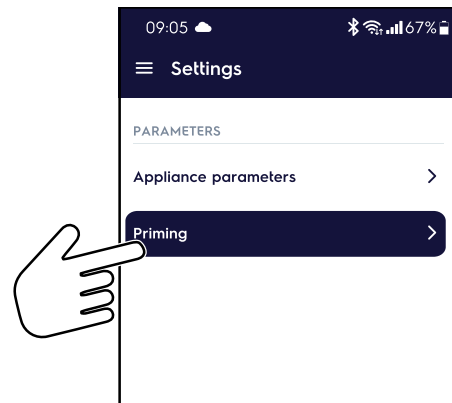 09:05 67%
Settings
PARAMETERS
Appliance parameters
Priming